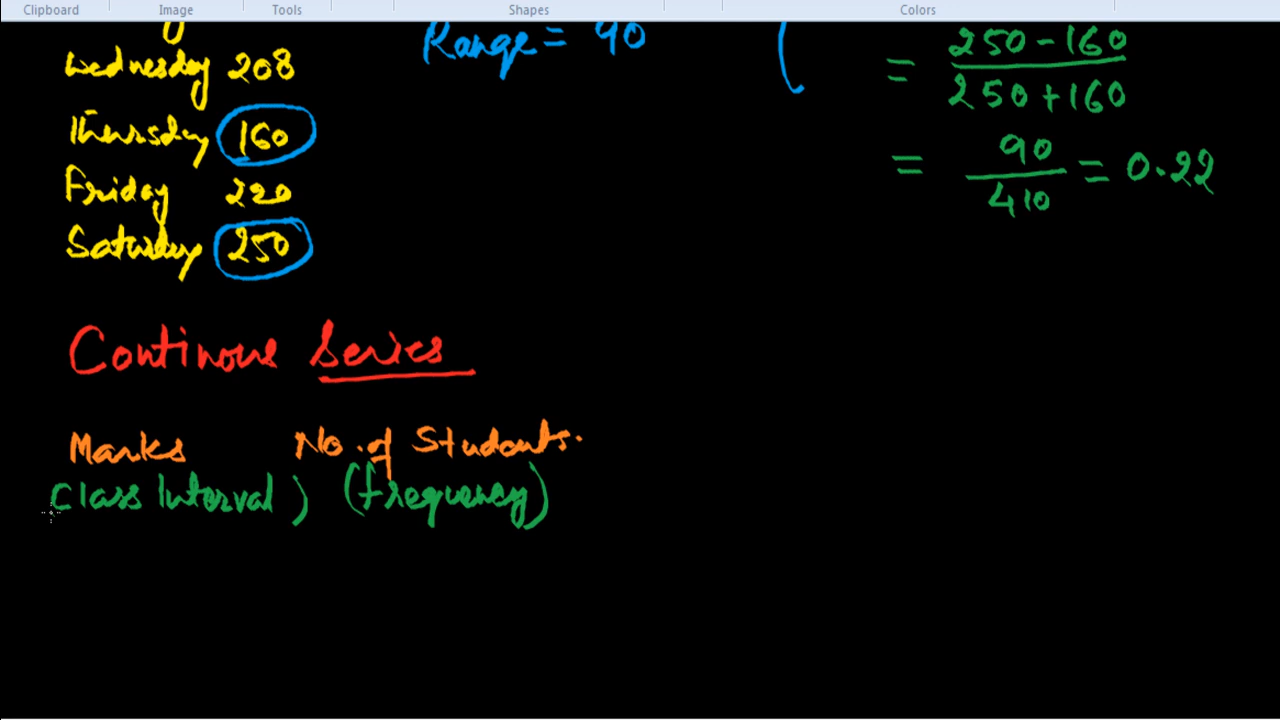 Clipboard Image Tools Shapes Colors
Range = 90
Wednesday 208
Thursday 160
Friday 220
Saturday 250
= 250 - 160
250 + 160
= 90
410
= 0.22
Continous Series
Marks No. of Students.
Class Interval) (frequency)